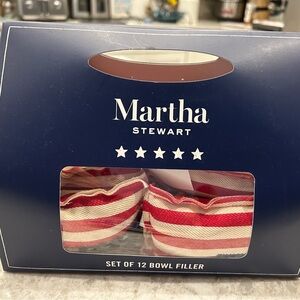 Martha
STEWART
SET OF 12 BOWL FILLER